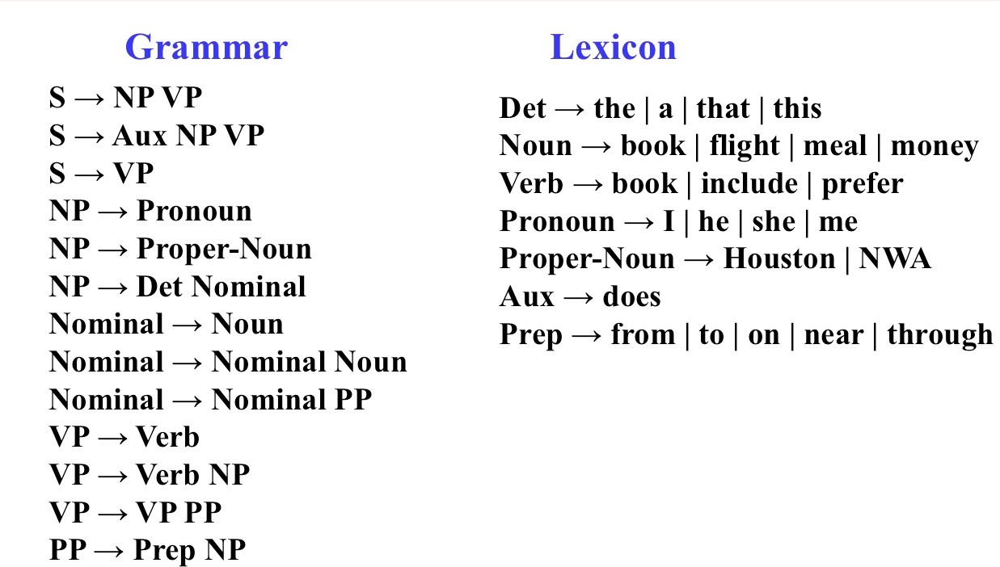 Grammar
S → NP VP
S → Aux NP VP
S → VP
NP → Pronoun
NP → Proper-Noun
NP → Det Nominal
Nominal → Noun
Nominal → Nominal Noun
Nominal → Nominal PP
VP → Verb
VP → Verb NP
VP → VP PP
PP → Prep NP
Lexicon
Det → the | a | that | this
Noun → book | flight | meal | money
Verb → book | include | prefer
Pronoun → I | he | she | me
Proper-Noun → Houston | NWA
Aux → does
Prep → from | to | on | near | through